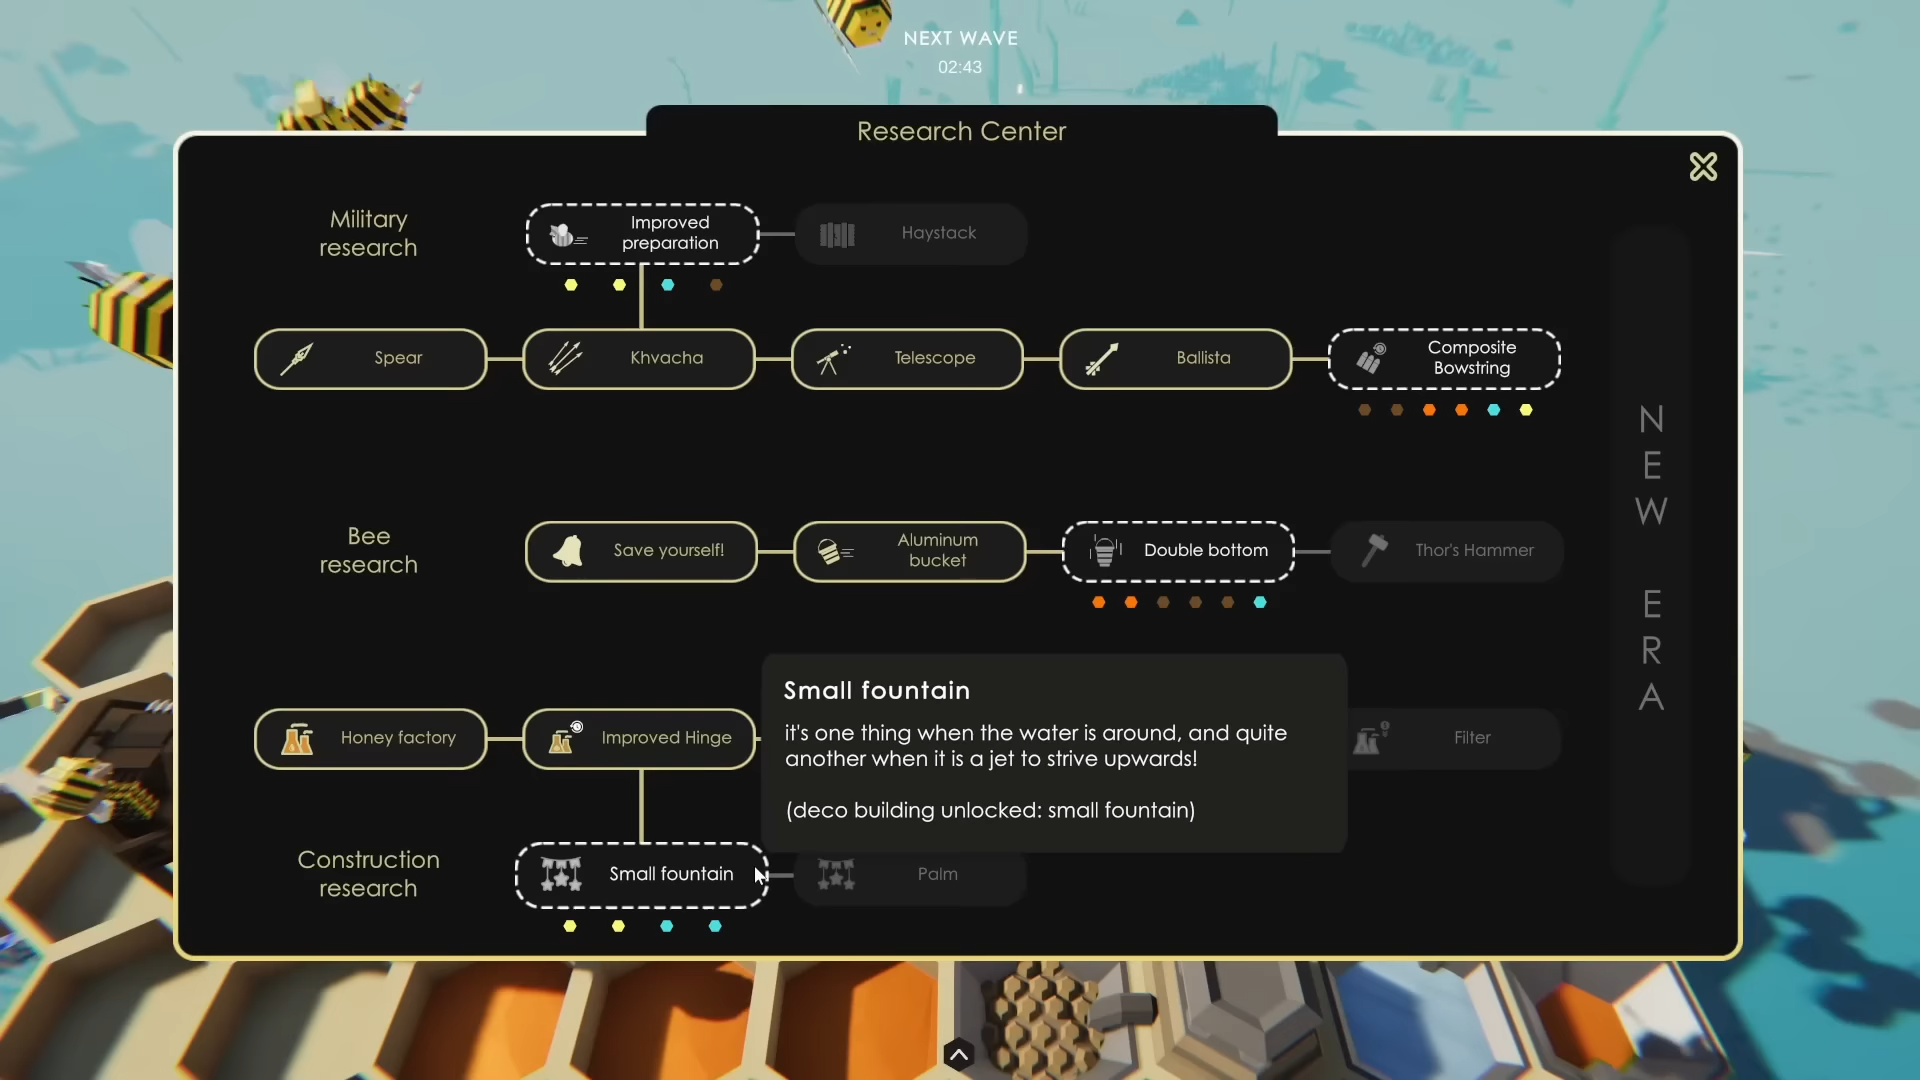 NEXT WAVE
02:43
Research Center
Military
research
Improved
preparation
Haystack
Spear
Khvacha
Telescope
Ballista
Composite
Bowstring
Bee
research
Save yourself!
Aluminum
bucket
Double bottom
Thor's Hammer
Honey factory
Improved Hinge
Filter
Small fountain
it's one thing when the water is around, and quite
another when it is a jet to strive upwards!
(deco building unlocked: small fountain)
Construction
research
Small fountain
Palm
NEW ERA